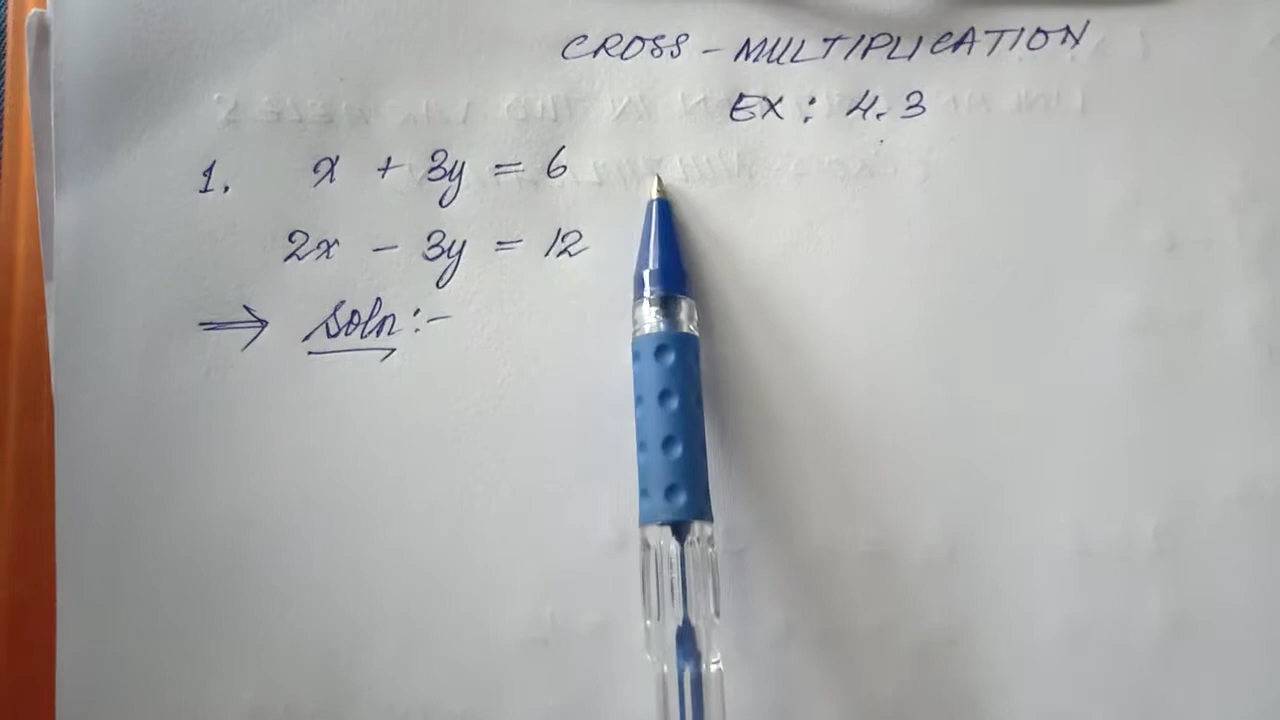 CROSS - MULTIPLICATION
EX : 4.3
1. x + 3y = 6
2x - 3y = 12
⇒ Soln :-